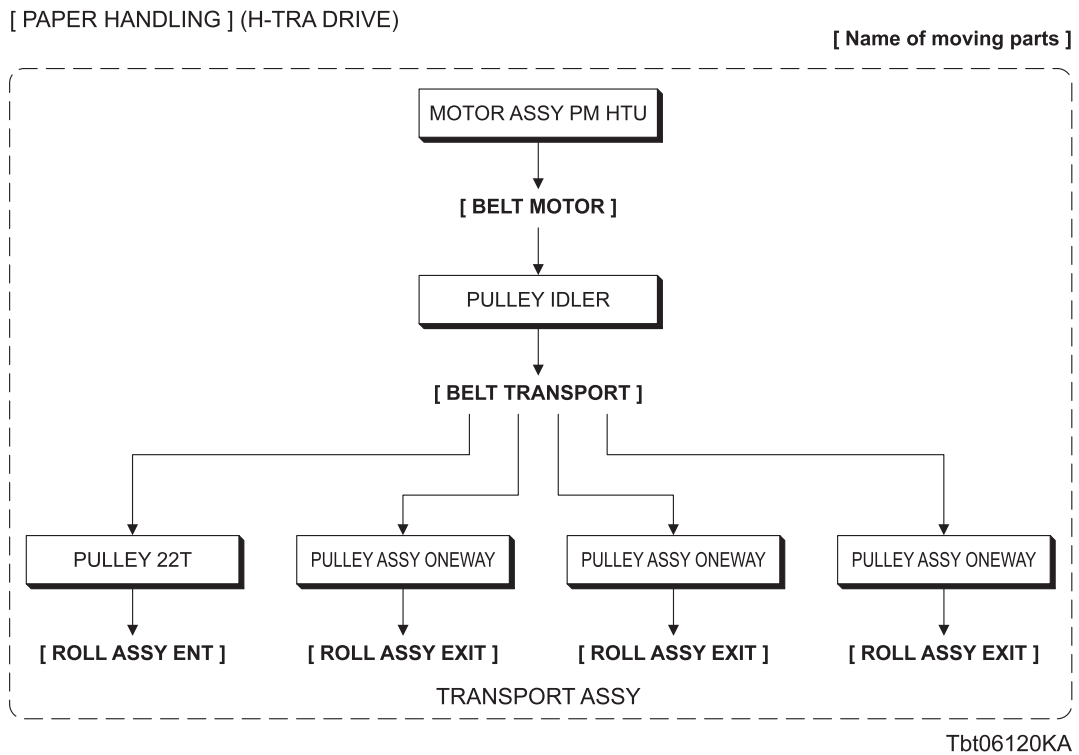 [ PAPER HANDLING ] (H-TRA DRIVE)
[ Name of moving parts ]
MOTOR ASSY PM HTU
[ BELT MOTOR ]
PULLEY IDLER
[ BELT TRANSPORT ]
PULLEY 22T
PULLEY ASSY ONEWAY
PULLEY ASSY ONEWAY
PULLEY ASSY ONEWAY
[ ROLL ASSY ENT ]
[ ROLL ASSY EXIT ]
[ ROLL ASSY EXIT ]
[ ROLL ASSY EXIT ]
TRANSPORT ASSY
Tbt06120KA